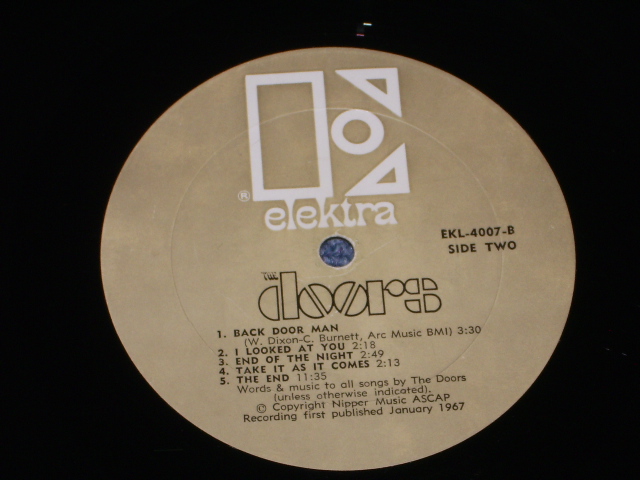 ® elektra
EKL-4007-B
SIDE TWO
THE doors
1. BACK DOOR MAN
(W. Dixon-C. Burnett, Arc Music BMI) 3:30
2. I LOOKED AT YOU 2:18
3. END OF THE NIGHT 2:49
4. TAKE IT AS IT COMES 2:13
5. THE END 11:35
Words & music to all songs by The Doors
(unless otherwise indicated).
© Copyright Nipper Music ASCAP
Recording first published January 1967